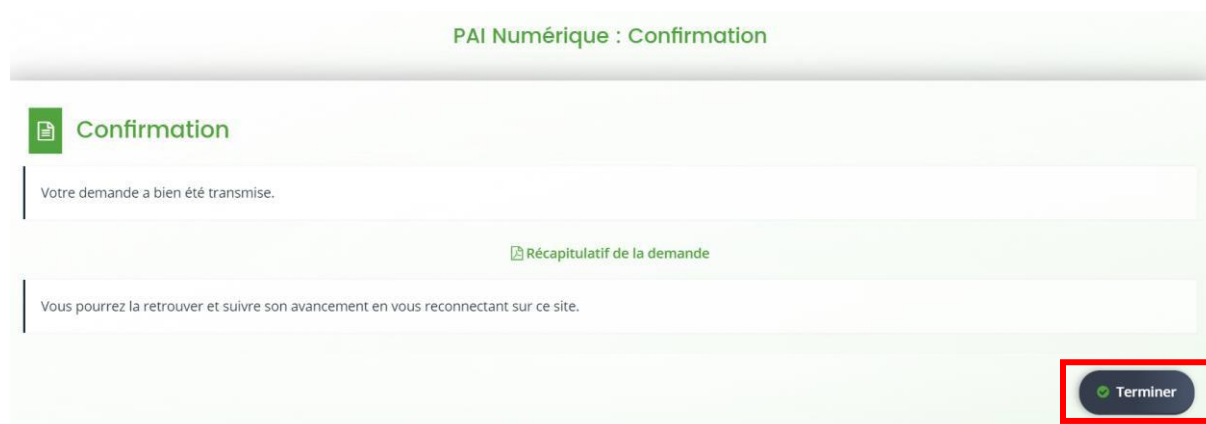 PAI Numérique : Confirmation
Confirmation
Votre demande a bien été transmise.
Récapitulatif de la demande
Vous pourrez la retrouver et suivre son avancement en vous reconnectant sur ce site.
Terminer